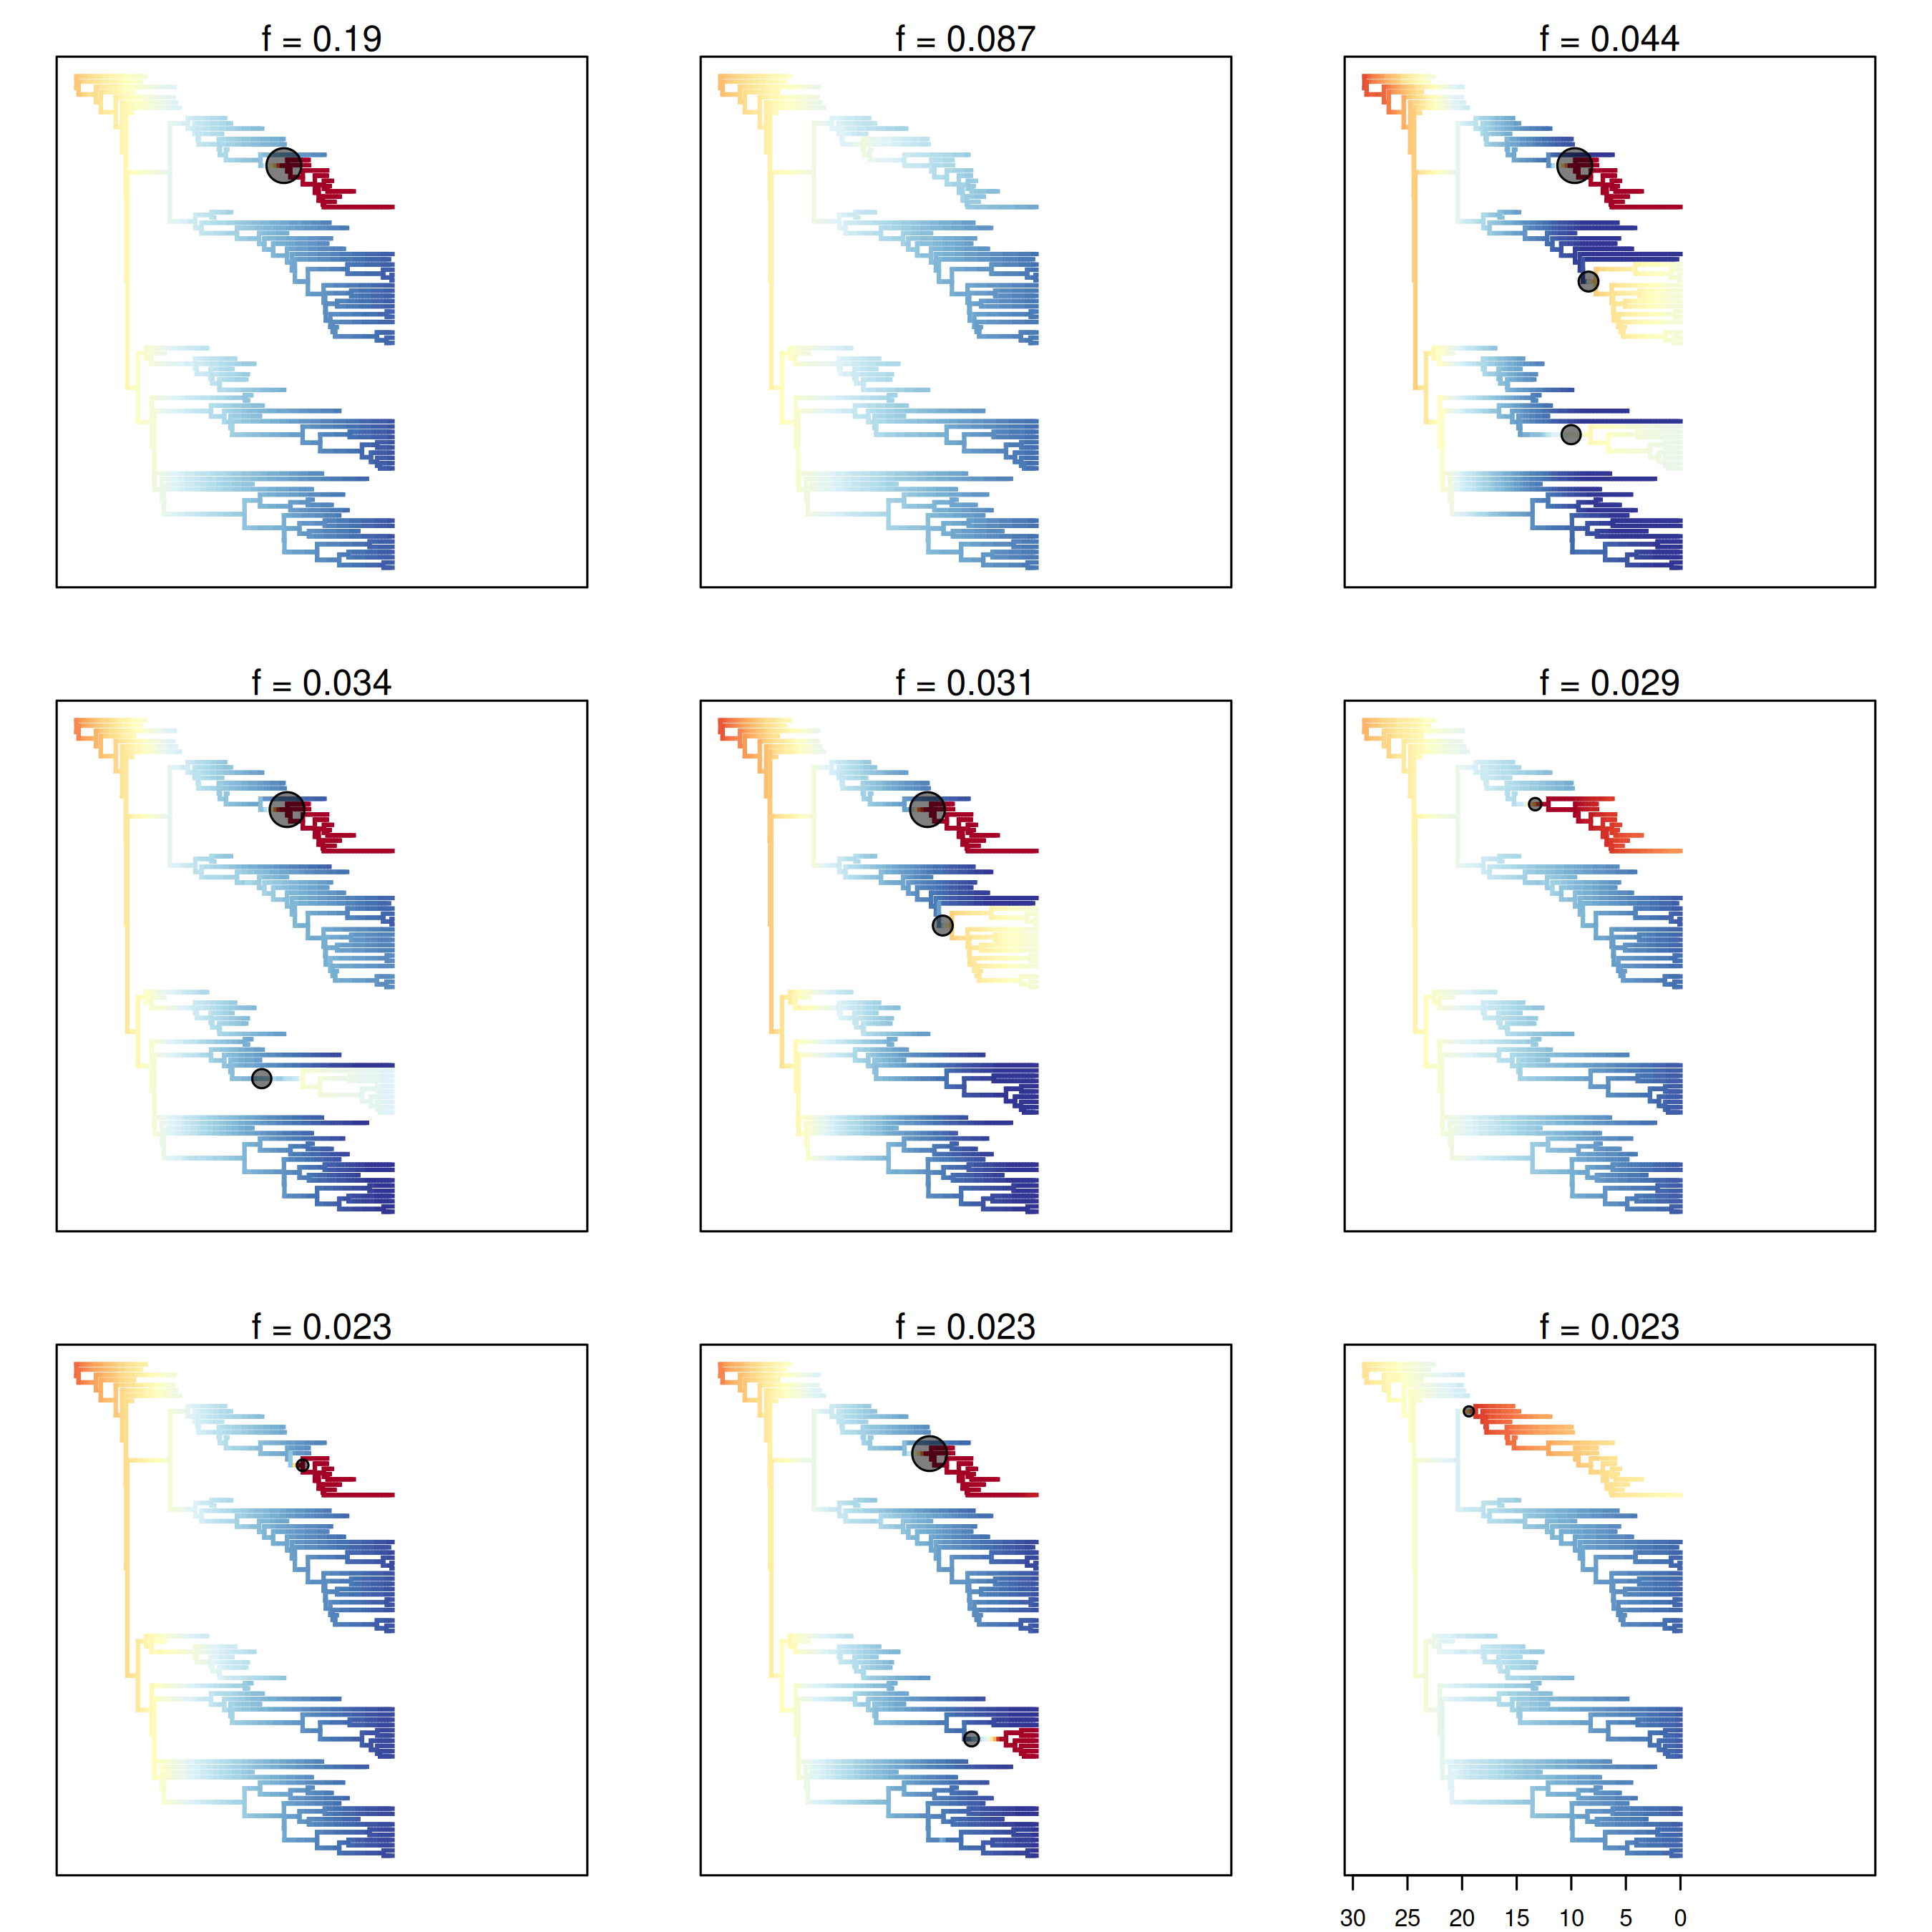 f = 0.19
f = 0.087
f = 0.044
f = 0.034
f = 0.031
f = 0.029
f = 0.023
f = 0.023
f = 0.023
30 25 20 15 10 5 0